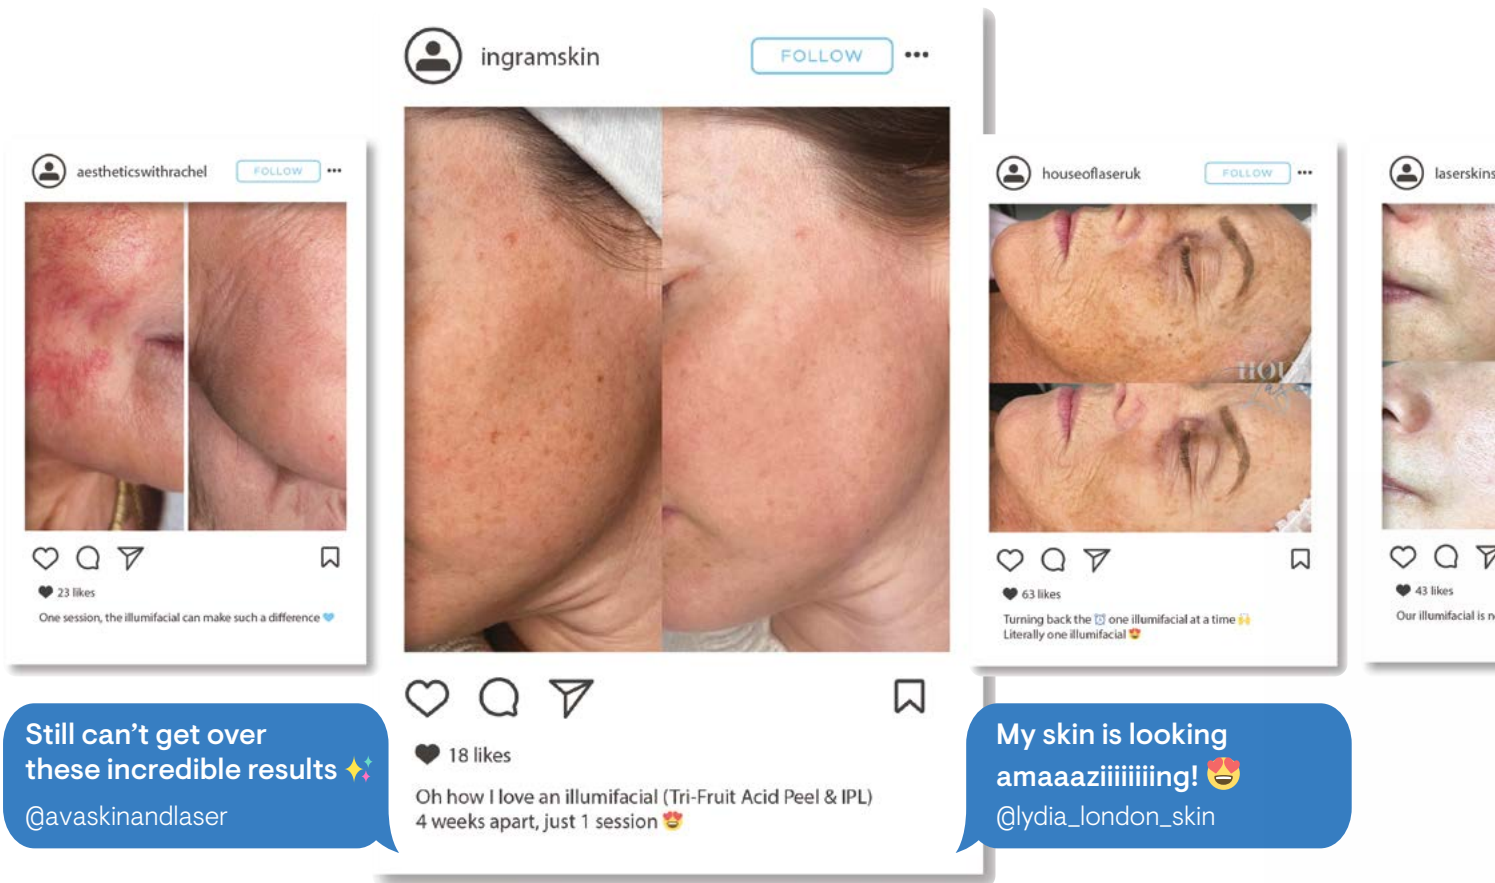 aestheticswithrachel
FOLLOW
23 likes
One session, the illumifacial can make such a difference 🩵
Still can’t get over
these incredible results ✨
@avaskinandlaser
ingramskin
FOLLOW
18 likes
Oh how I love an illumifacial (Tri-Fruit Acid Peel & IPL)
4 weeks apart, just 1 session 😍
houseoflaseruk
FOLLOW
HOU
63 likes
Turning back the ⏰ one illumifacial at a time 🙌
Literally one illumifacial 😍
My skin is looking
amaaaziiiiiiiing! 😍
@lydia_london_skin
laserskins
43 likes
Our illumifacial is